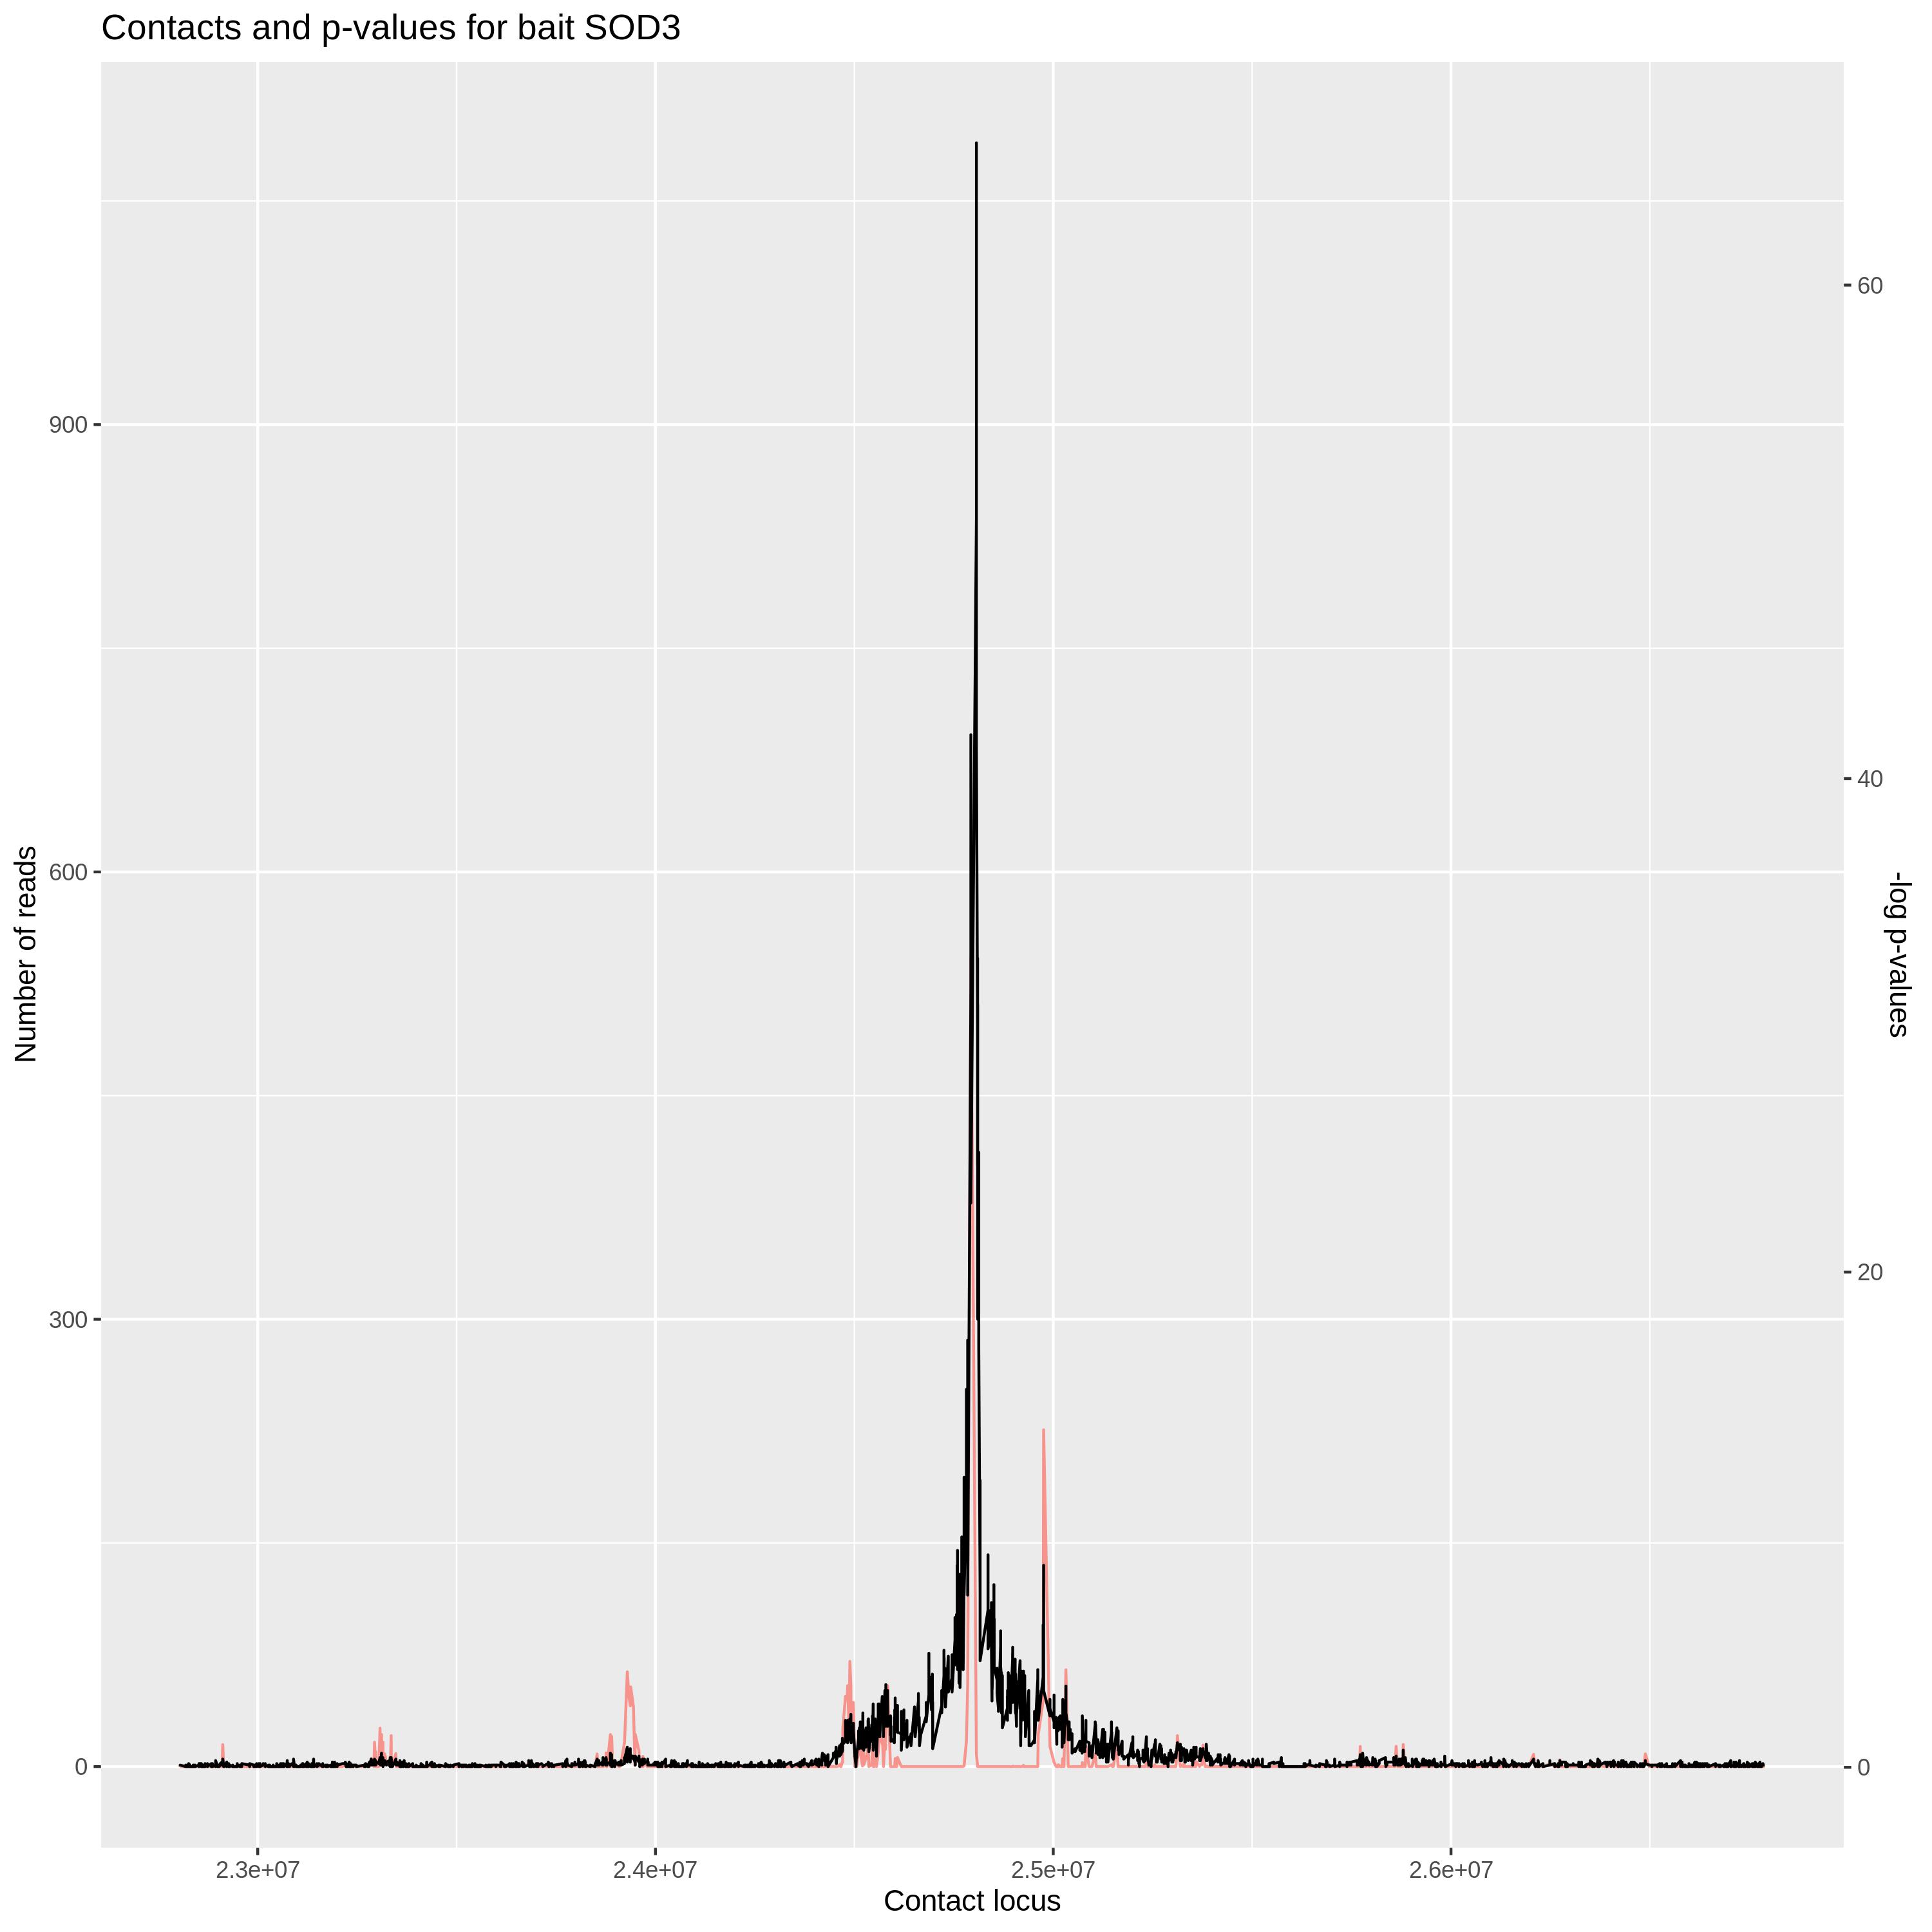 Contacts and p-values for bait SOD3
Number of reads
900
600
300
0
60
40
20
0
-log p-values
2.3e+07
2.4e+07
2.5e+07
2.6e+07
Contact locus